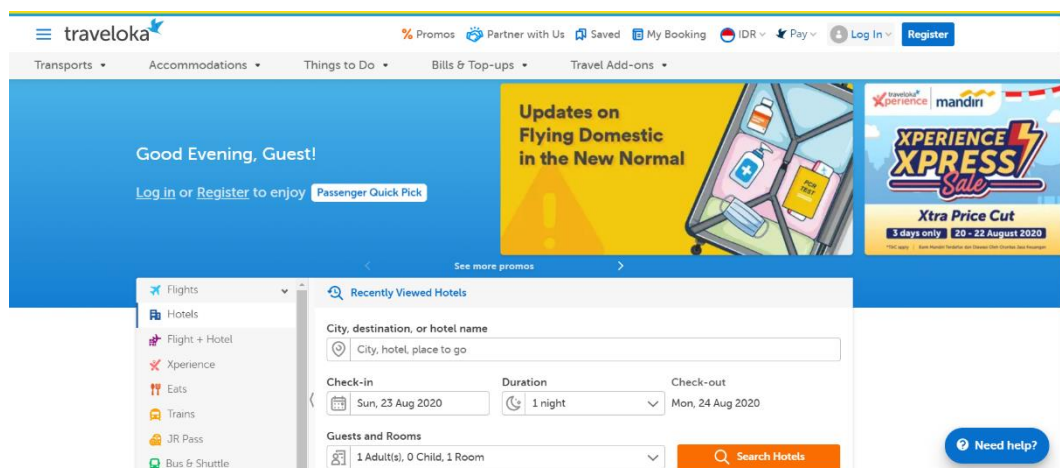 traveloka
% Promos Partner with Us Saved My Booking IDR Pay Log In Register
Transports Accommodations Things to Do Bills & Top-ups Travel Add-ons
Good Evening, Guest!
Log in or Register to enjoy Passenger Quick Pick
Updates on
Flying Domestic
in the New Normal
PCR
TEST
traveloka
Xperience mandiri
XPERIENCE
XPRESS
Sale
Xtra Price Cut
3 days only 20 - 22 August 2020
See more promos
Flights
Hotels
Flight + Hotel
Xperience
Eats
Trains
JR Pass
Bus & Shuttle
Recently Viewed Hotels
City, destination, or hotel name
City, hotel, place to go
Check-in Duration Check-out
Sun, 23 Aug 2020 1 night Mon, 24 Aug 2020
Guests and Rooms
1 Adult(s), 0 Child, 1 Room Search Hotels
Need help?